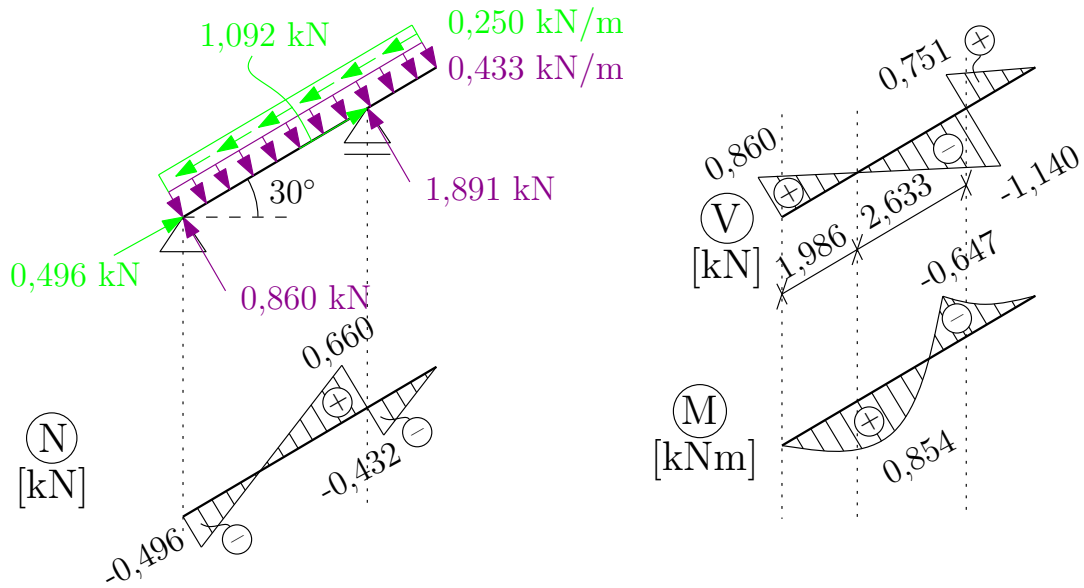 1,092 kN
0,250 kN/m
0,433 kN/m
30°
1,891 kN
0,496 kN
0,860 kN
0,751
+
0,860
+
−
-1,140
V
[kN]
1,986
2,633
0,660
+
−
-0,432
N
[kN]
-0,496
−
-0,647
−
M
[kNm]
+
0,854